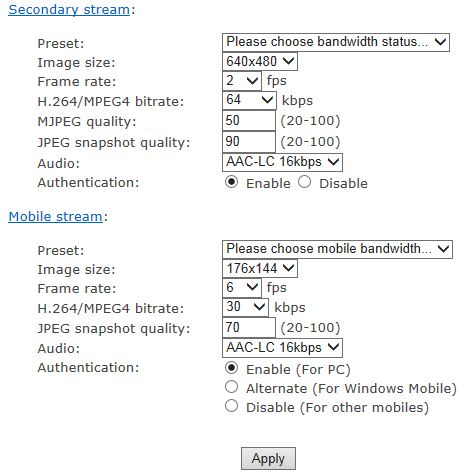 Secondary stream:
Preset: Please choose bandwidth status...
Image size: 640x480
Frame rate: 2 fps
H.264/MPEG4 bitrate: 64 kbps
MJPEG quality: 50 (20-100)
JPEG snapshot quality: 90 (20-100)
Audio: AAC-LC 16kbps
Authentication: Enable Disable
Mobile stream:
Preset: Please choose mobile bandwidth...
Image size: 176x144
Frame rate: 6 fps
H.264/MPEG4 bitrate: 30 kbps
JPEG snapshot quality: 70 (20-100)
Audio: AAC-LC 16kbps
Authentication: Enable (For PC)
Alternate (For Windows Mobile)
Disable (For other mobiles)
Apply